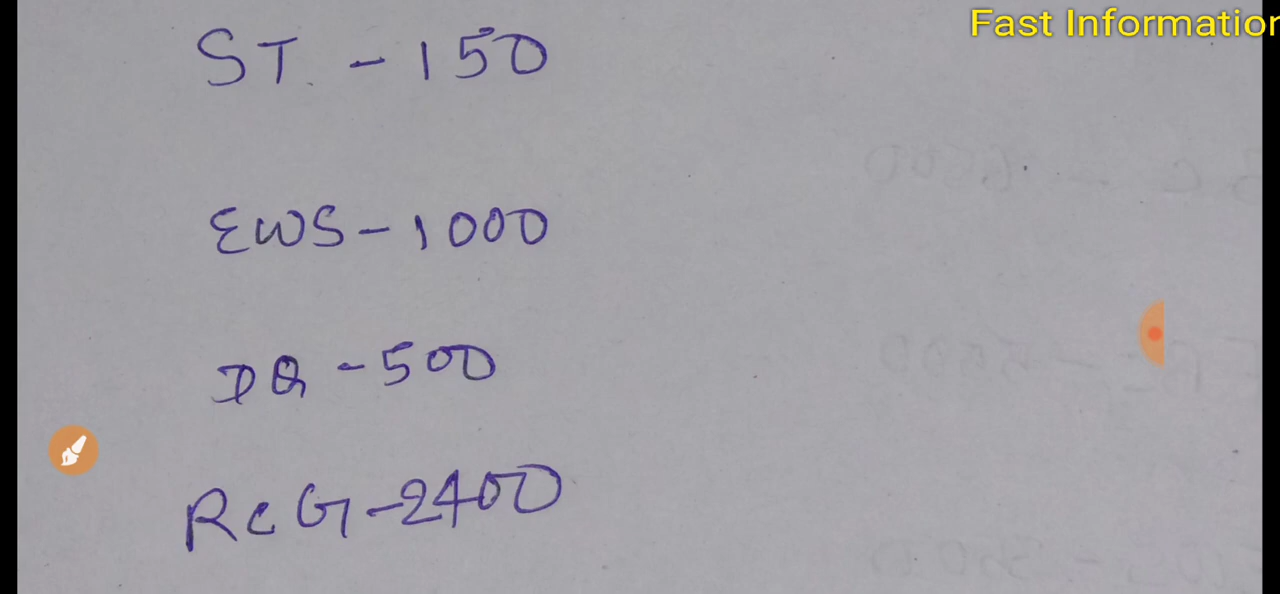 Fast Information
ST. - 150
EWS - 1000
DQ - 500
RCG - 2400